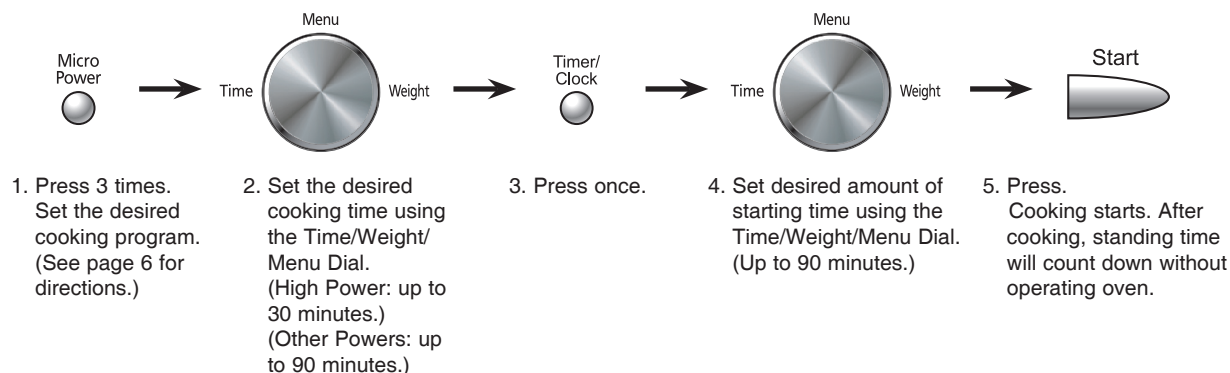 Micro
Power
Menu
Time
Weight
Timer/
Clock
Menu
Time
Weight
Start
1. Press 3 times.
Set the desired
cooking program.
(See page 6 for
directions.)
2. Set the desired
cooking time using
the Time/Weight/
Menu Dial.
(High Power: up to
30 minutes.)
(Other Powers: up
to 90 minutes.)
3. Press once.
4. Set desired amount of
starting time using the
Time/Weight/Menu Dial.
(Up to 90 minutes.)
5. Press.
Cooking starts. After
cooking, standing time
will count down without
operating oven.